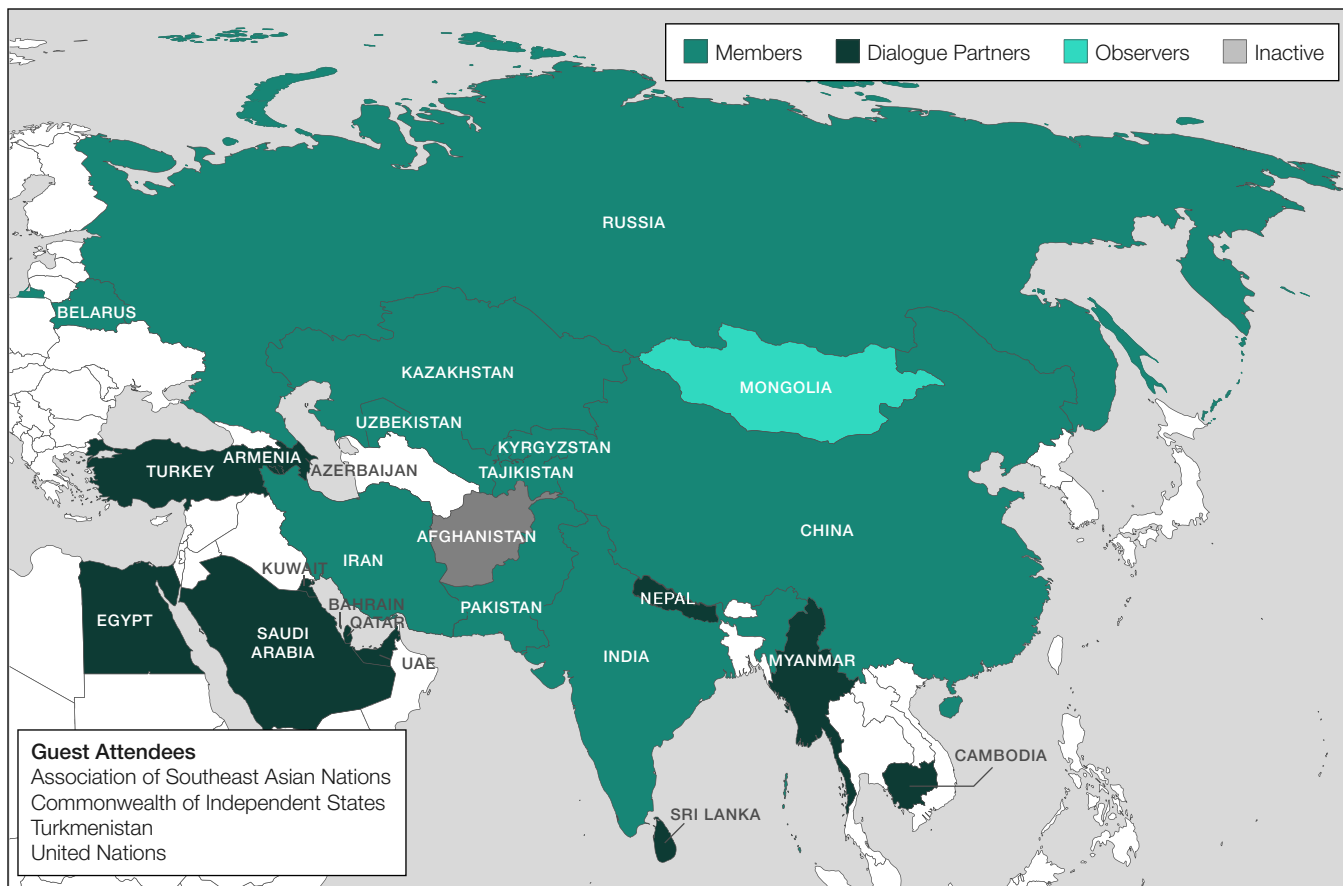 Members Dialogue Partners Observers Inactive
RUSSIA
BELARUS
KAZAKHSTAN
MONGOLIA
UZBEKISTAN
KYRGYZSTAN
ARMENIA
TURKEY
AZERBAIJAN
TAJIKISTAN
CHINA
AFGHANISTAN
IRAN
KUWAIT
NEPAL
BAHRAIN
PAKISTAN
EGYPT
QATAR
SAUDI
ARABIA
INDIA
MYANMAR
UAE
CAMBODIA
SRI LANKA
Guest Attendees
Association of Southeast Asian Nations
Commonwealth of Independent States
Turkmenistan
United Nations